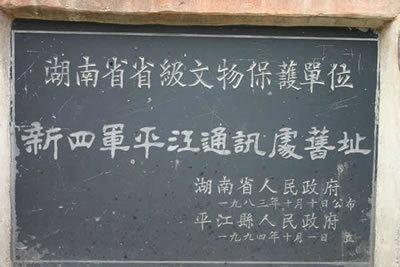 湖南省省級文物保護單位
新四軍平江通訊處舊址
湖南省人民政府
一九八三年十月十日公布
平江縣人民政府
一九九四年十月一日 立